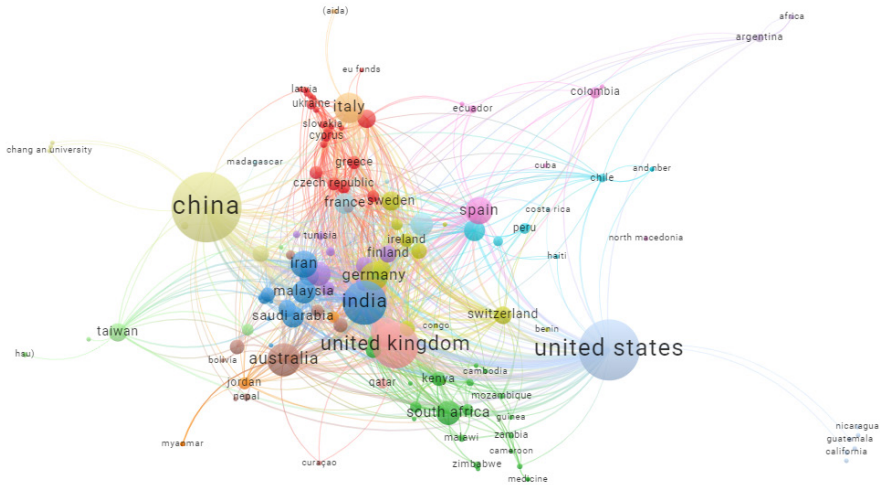 (aida)
africa
argentina
eu funds
latvia
ukraine
italy
colombia
ecuador
slovakia
cyprus
chang an university
madagascar
greece
cuba
chile
czech republic
china
france
sweden
spain
costa rica
peru
tunisia
ireland
north macedonia
finland
haiti
iran
germany
malaysia
india
saudi arabia
switzerland
congo
benin
taiwan
united kingdom
united states
hsu)
bolivia
australia
cambodia
jordan
qatar
kenya
nepal
mozambique
south africa
guinea
nicaragua
malawi
zambia
guatemala
myanmar
cameroon
california
curaçao
zimbabwe
medicine